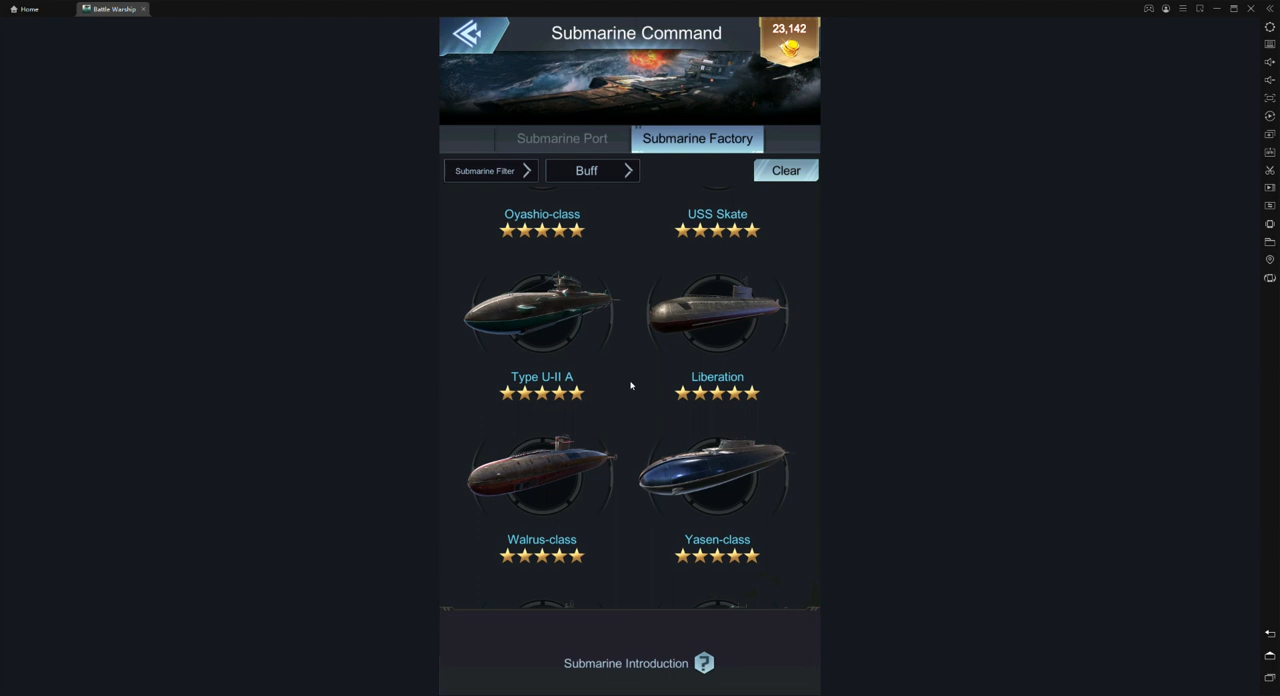 Home
Battle Warship
Submarine Command
23,142
Submarine Port
Submarine Factory
Submarine Filter
Buff
Clear
Oyashio-class
USS Skate
Type U-II A
Liberation
Walrus-class
Yasen-class
Submarine Introduction
?